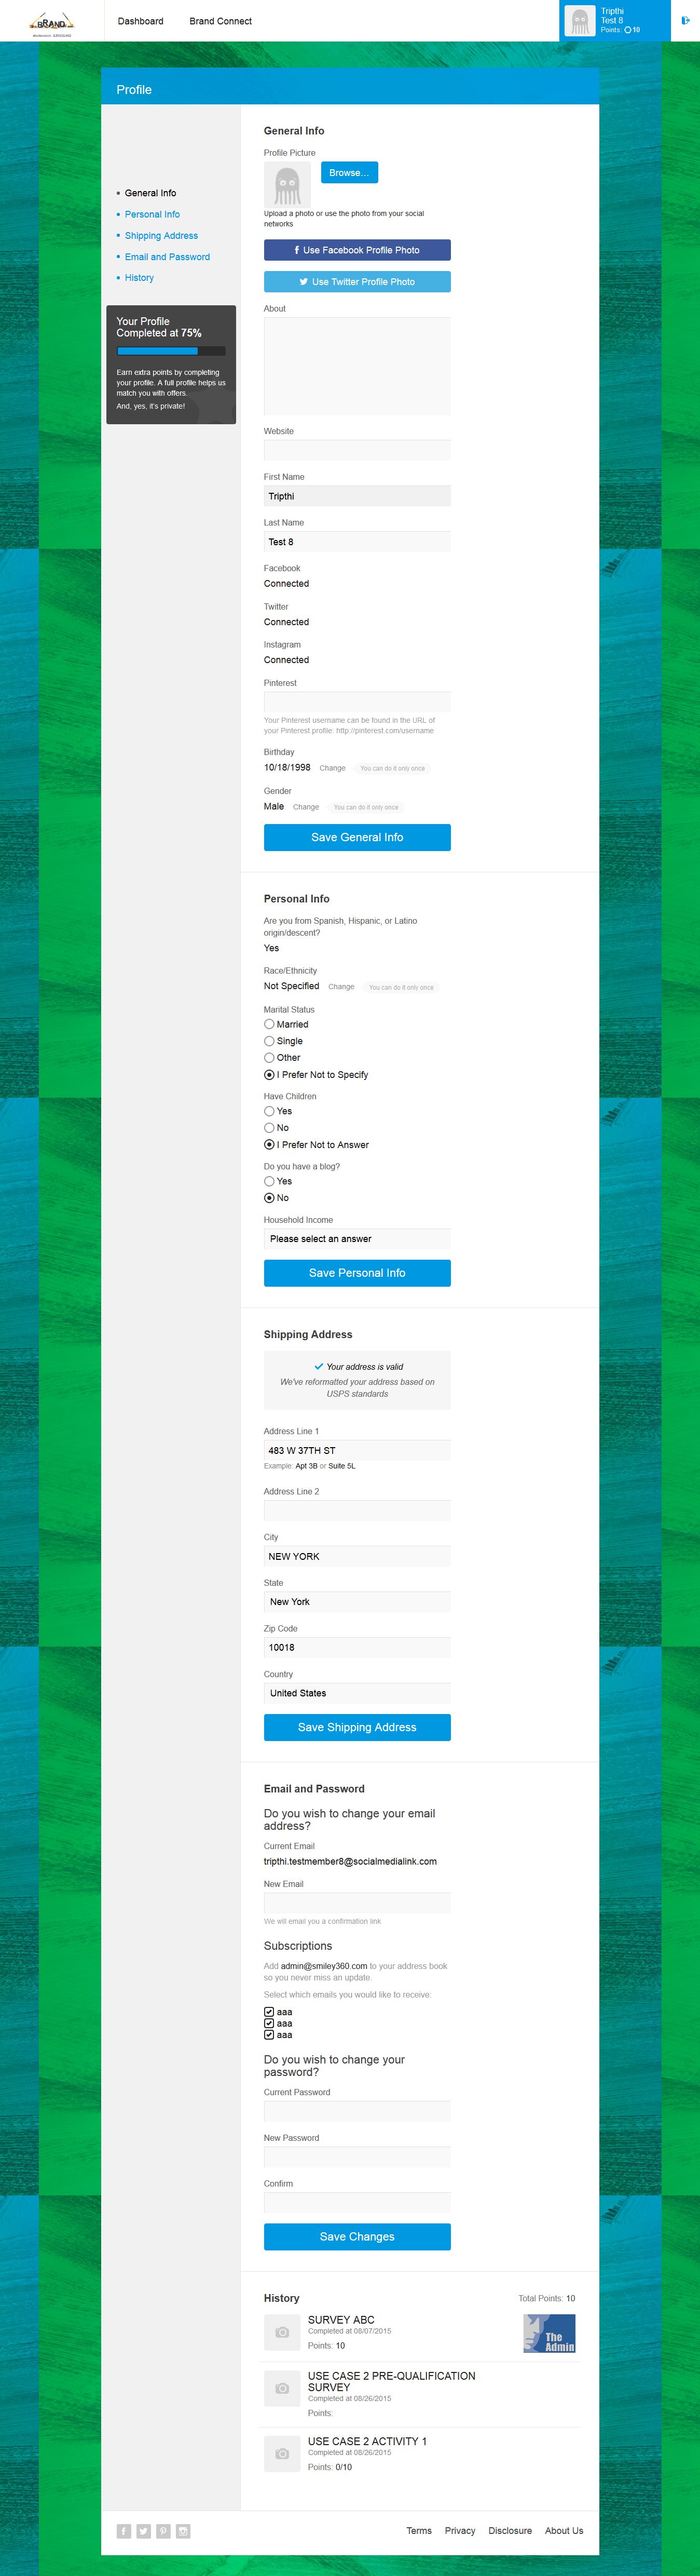 BRAND
Dashboard
Brand Connect
Tripthi
Test 8
Points: 10
Profile
General Info
Personal Info
Shipping Address
Email and Password
History
Your Profile
Completed at 75%
Earn extra points by completing
your profile. A full profile helps us
match you with offers.
And, yes, it's private!
General Info
Profile Picture
Browse...
Upload a photo or use the photo from your social
networks
Use Facebook Profile Photo
Use Twitter Profile Photo
About
Website
First Name
Tripthi
Last Name
Test 8
Facebook
Connected
Twitter
Connected
Instagram
Connected
Pinterest
Your Pinterest username can be found in the URL of
your Pinterest profile: http://pinterest.com/username
Birthday
10/18/1998 Change You can do it only once
Gender
Male Change You can do it only once
Save General Info
Personal Info
Are you from Spanish, Hispanic, or Latino
origin/descent?
Yes
Race/Ethnicity
Not Specified Change You can do it only once
Marital Status
Married
Single
Other
I Prefer Not to Specify
Have Children
Yes
No
I Prefer Not to Answer
Do you have a blog?
Yes
No
Household Income
Please select an answer
Save Personal Info
Shipping Address
Your address is valid
We've reformatted your address based on
USPS standards
Address Line 1
483 W 37TH ST
Example: Apt 3B or Suite 5L
Address Line 2
City
NEW YORK
State
New York
Zip Code
10018
Country
United States
Save Shipping Address
Email and Password
Do you wish to change your email
address?
Current Email
tripthi.testmember8@socialmedialink.com
New Email
We will email you a confirmation link
Subscriptions
Add admin@smiley360.com to your address book
so you never miss an update.
Select which emails you would like to receive:
aaa
aaa
aaa
Do you wish to change your
password?
Current Password
New Password
Confirm
Save Changes
History
Total Points: 10
SURVEY ABC
Completed at 08/07/2015
Points: 10
The
Admin
USE CASE 2 PRE-QUALIFICATION
SURVEY
Completed at 08/26/2015
Points:
USE CASE 2 ACTIVITY 1
Completed at 08/26/2015
Points: 0/10
Terms
Privacy
Disclosure
About Us